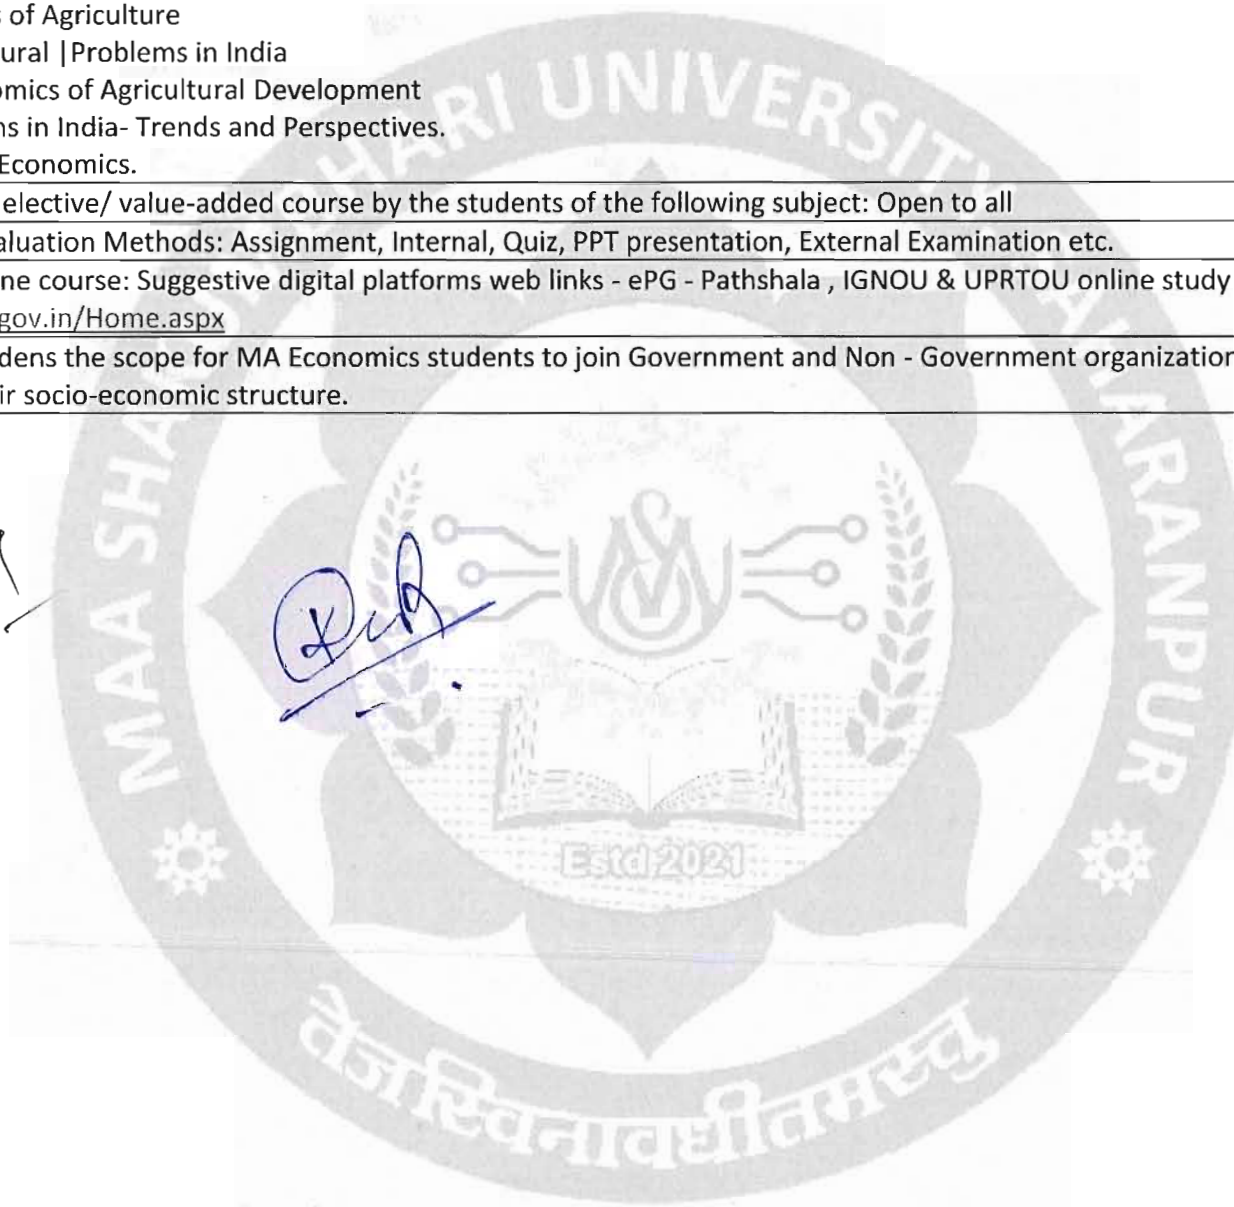 s of Agriculture
ural |Problems in India
omics of Agricultural Development
ns in India- Trends and Perspectives.
Economics.
elective/ value-added course by the students of the following subject: Open to all
aluation Methods: Assignment, Internal, Quiz, PPT presentation, External Examination etc.
ne course: Suggestive digital platforms web links - ePG - Pathshala , IGNOU & UPRTOU online study
gov.in/Home.aspx
dens the scope for MA Economics students to join Government and Non - Government organization
ir socio-economic structure.
MAA SHAKUMBHARI UNIVERSITY SAHARANPUR
Estd 2021
तेजस्विनावधीतमस्तु